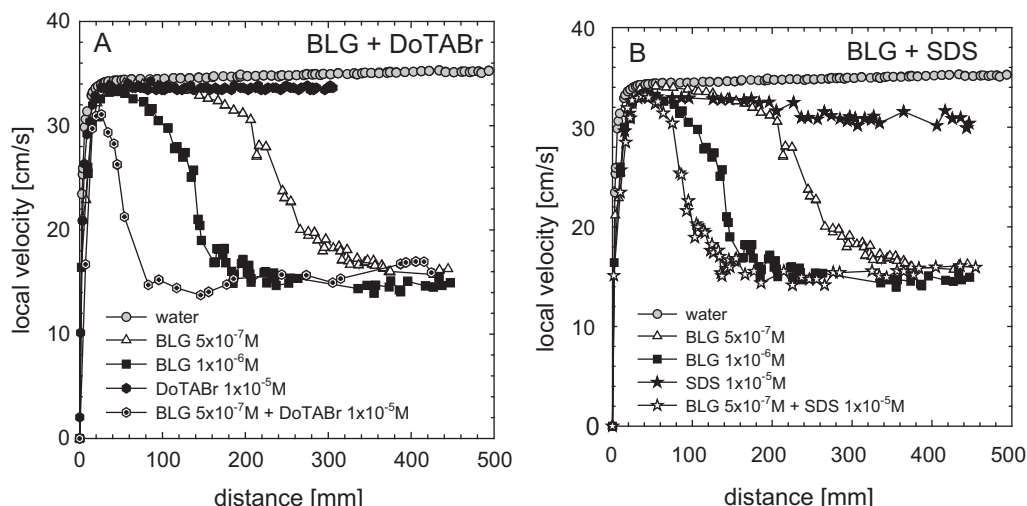 A
BLG + DoTABr
local velocity [cm/s]
40
30
20
10
0
water
BLG 5x10⁻⁷M
BLG 1x10⁻⁶M
DoTABr 1x10⁻⁵M
BLG 5x10⁻⁷M + DoTABr 1x10⁻⁵M
0 100 200 300 400 500
distance [mm]
B
BLG + SDS
local velocity [cm/s]
40
30
20
10
0
water
BLG 5x10⁻⁷M
BLG 1x10⁻⁶M
SDS 1x10⁻⁵M
BLG 5x10⁻⁷M + SDS 1x10⁻⁵M
0 100 200 300 400 500
distance [mm]